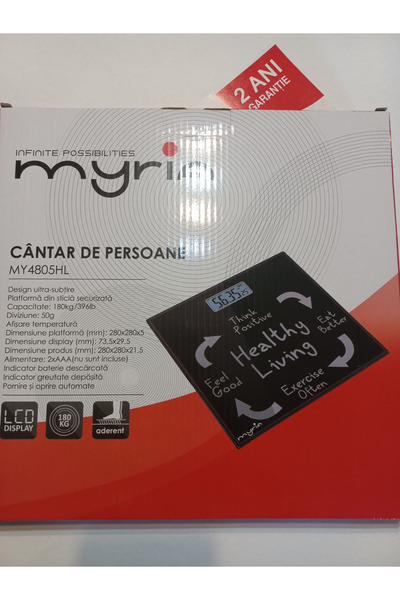 2 ANI
GARANȚIE
INFINITE POSSIBILITIES
myria
CÂNTAR DE PERSOANE
MY4805HL
Design ultra-subțire
Platformă din sticlă securizată
Capacitate: 180kg/396lb
Diviziune: 50g
Afișare temperatură
Dimensiune platformă (mm): 280x280x5
Dimensiune display (mm): 73.5x29.5
Dimensiune produs (mm): 280x280x21.5
Alimentare: 2xAAA(nu sunt incluse)
Indicator baterie descărcată
Indicator greutate depășită
Pornire și oprire automate
LCD
DISPLAY
180
KG
aderent
Think
Positive
Eat
Better
Healthy
Living
Feel
Good
Exercise
Often
myria